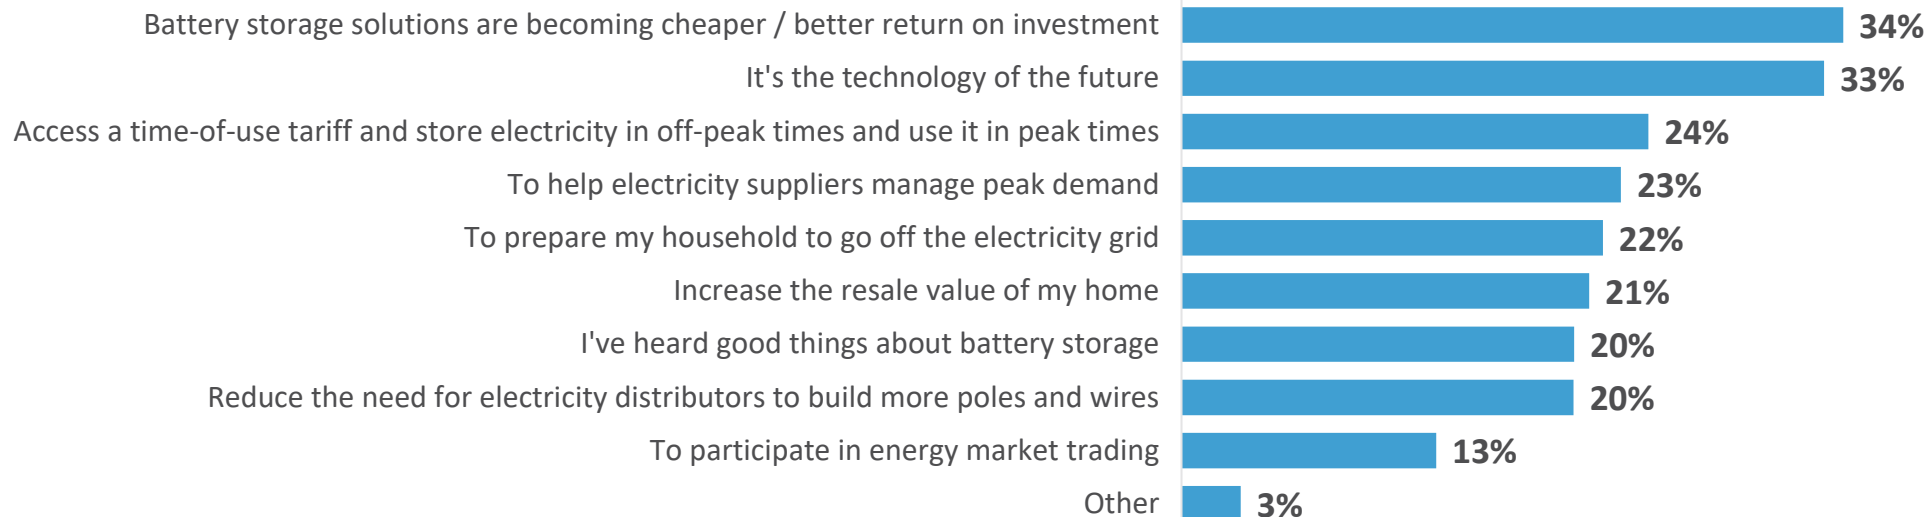 Battery storage solutions are becoming cheaper / better return on investment 34%
It's the technology of the future 33%
Access a time-of-use tariff and store electricity in off-peak times and use it in peak times 24%
To help electricity suppliers manage peak demand 23%
To prepare my household to go off the electricity grid 22%
Increase the resale value of my home 21%
I've heard good things about battery storage 20%
Reduce the need for electricity distributors to build more poles and wires 20%
To participate in energy market trading 13%
Other 3%